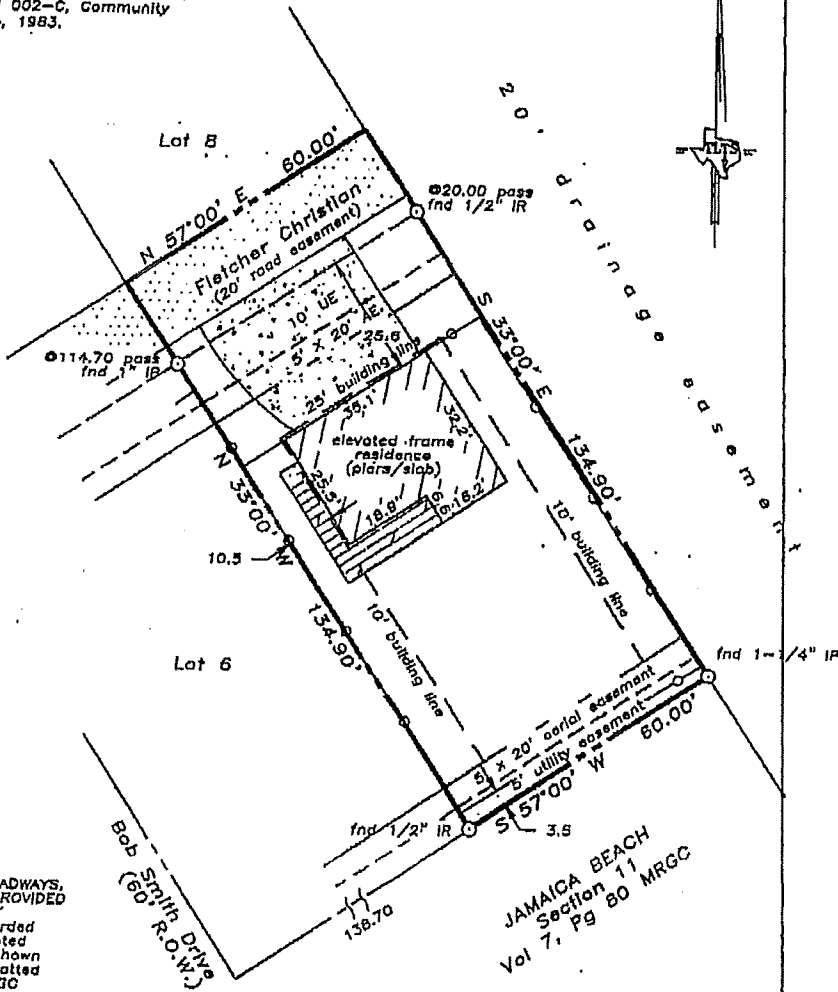 002-C, Community
, 1983.
Lot 8
N 57°00' E 60.00'
20' drainage easement
TLTS
@20.00 pass
fnd 1/2" IR
Fletcher Christian
(20' road easement)
10' UE
5' X 20' AE
25.6
@114.70 pass
fnd 1" IP
25' building line
35.1'
S 33°00' E 134.90'
elevated frame
residence
(piers/slab)
32.2'
25.5'
18.9'
16.2'
N 33°00' W 134.90'
10.5
10' building line
10' building line
Lot 6
fnd 1-1/4" IP
5' X 20' aerial easement
5' utility easement
S 57°00' W 60.00'
fnd 1/2" IR
3.5
138.70
Bob Smith Drive
(60' R.O.W.)
JAMAICA BEACH
Section 11
Vol 7, Pg 80 MRGC
ADWAYS,
ROVIDED
rded
ted
hown
atted
GC